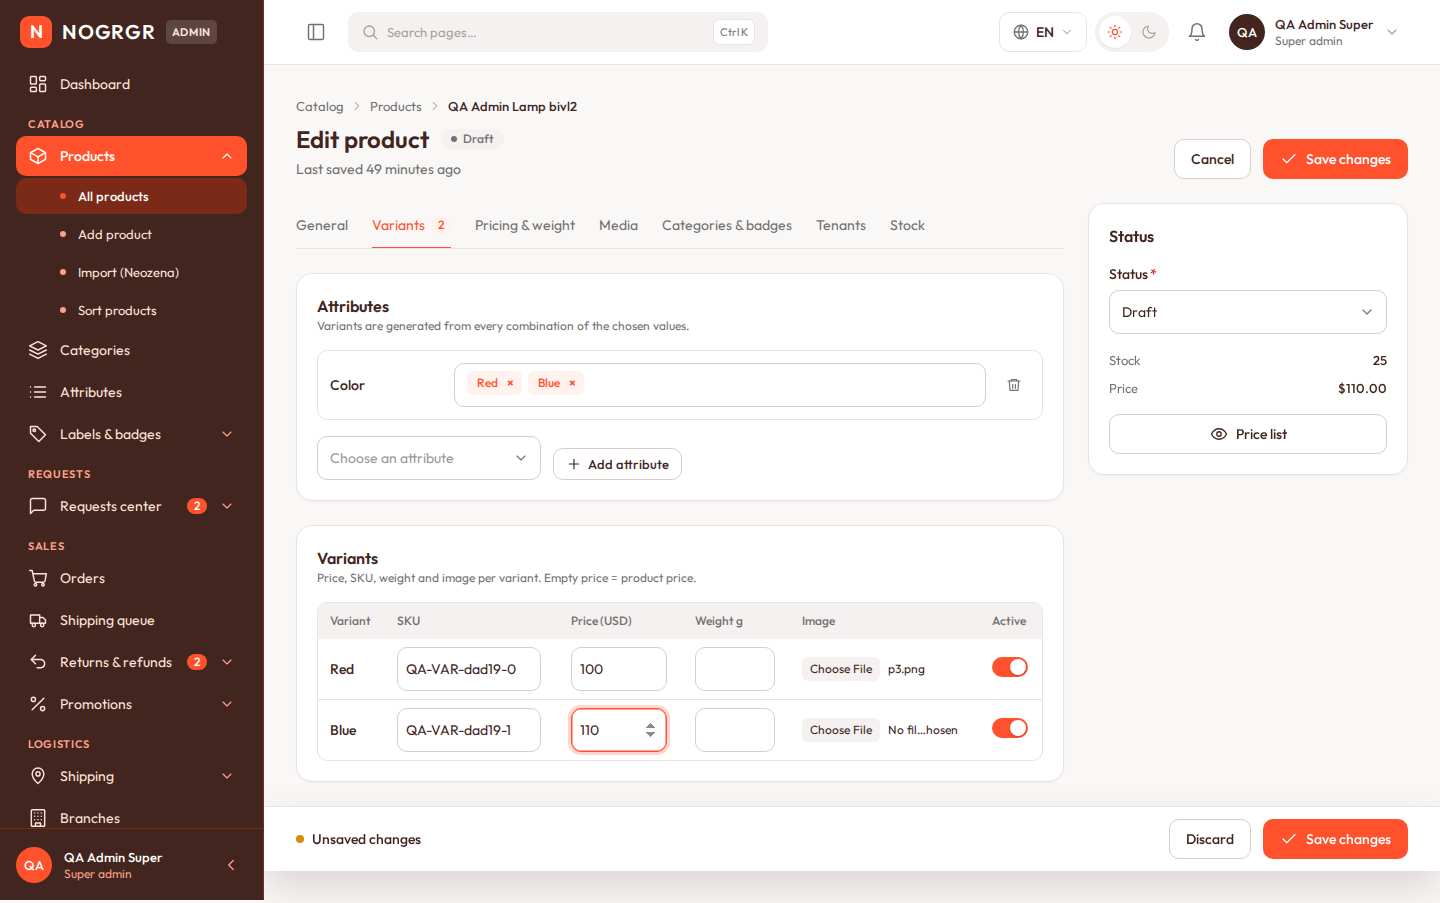 N NOGRGR ADMIN
Search pages...
Ctrl K
EN
QA
QA Admin Super
Super admin
Dashboard
CATALOG
Products
All products
Add product
Import (Neozena)
Sort products
Categories
Attributes
Labels & badges
REQUESTS
Requests center 2
SALES
Orders
Shipping queue
Returns & refunds 2
Promotions
LOGISTICS
Shipping
Branches
QA
QA Admin Super
Super admin
Catalog Products QA Admin Lamp bivl2
Edit product Draft
Last saved 49 minutes ago
Cancel Save changes
General Variants 2 Pricing & weight Media Categories & badges Tenants Stock
Attributes
Variants are generated from every combination of the chosen values.
Color Red × Blue ×
Choose an attribute Add attribute
Variants
Price, SKU, weight and image per variant. Empty price = product price.
Variant SKU Price (USD) Weight g Image Active
Red QA-VAR-dad19-0 100 Choose File p3.png
Blue QA-VAR-dad19-1 110 Choose File No fil...hosen
Status
Status *
Draft
Stock 25
Price $110.00
Price list
Unsaved changes Discard Save changes